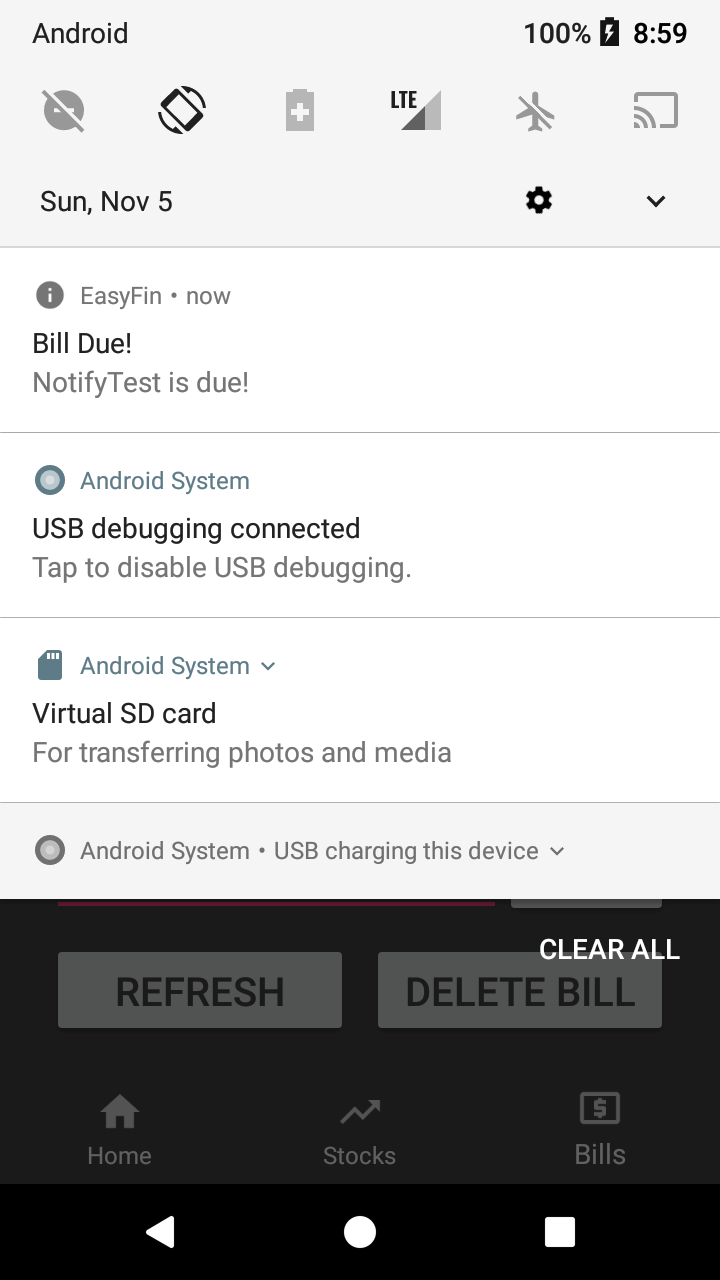 Android 100% 8:59
LTE
Sun, Nov 5
EasyFin • now
Bill Due!
NotifyTest is due!
Android System
USB debugging connected
Tap to disable USB debugging.
Android System
Virtual SD card
For transferring photos and media
Android System • USB charging this device
CLEAR ALL
REFRESH DELETE BILL
Home Stocks Bills